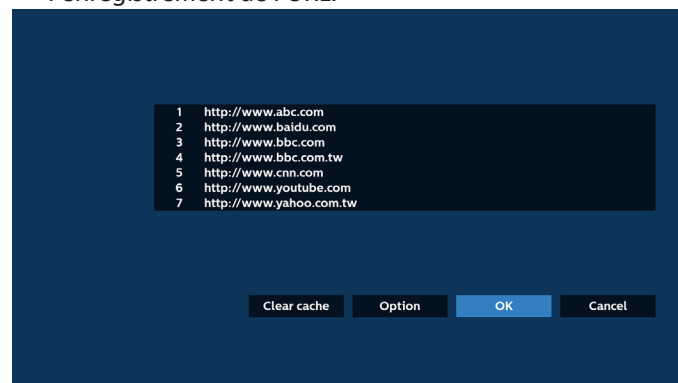 l'enregistrement de l'URL.
1 http://www.abc.com
2 http://www.baidu.com
3 http://www.bbc.com
4 http://www.bbc.com.tw
5 http://www.cnn.com
6 http://www.youtube.com
7 http://www.yahoo.com.tw
Clear cache Option OK Cancel